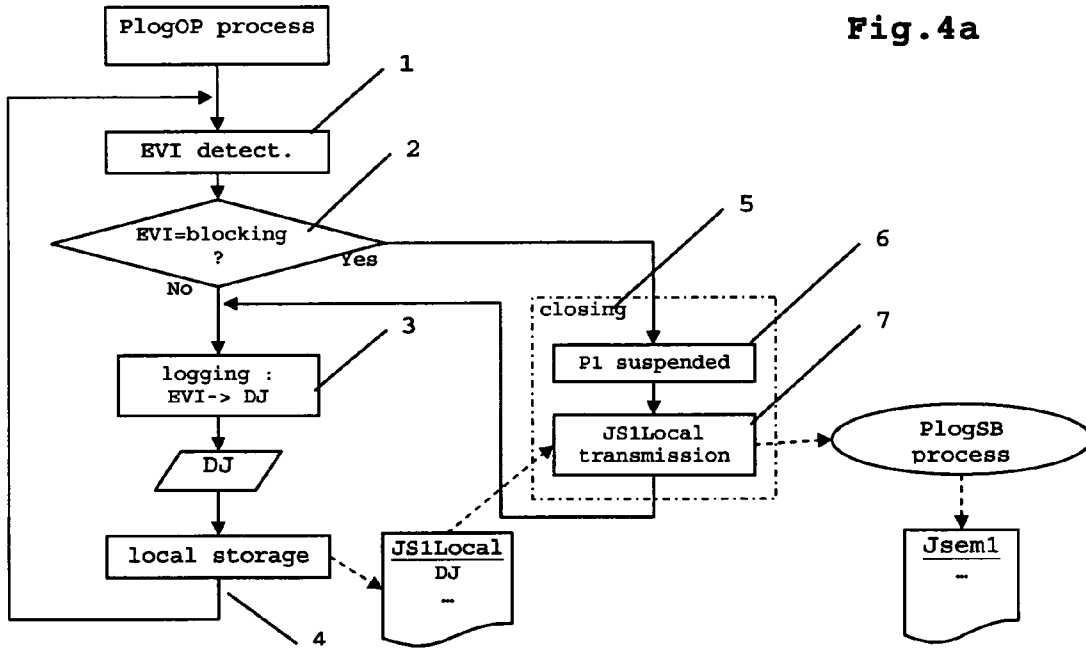 PlogOP process
Fig.4a
1
EVI detect.
2
EVI=blocking
?
Yes
No
5
6
closing
7
3
P1 suspended
logging :
EVI-> DJ
JS1Local
transmission
PlogSB
process
DJ
local storage
JS1Local
DJ
…
Jsem1
…
4